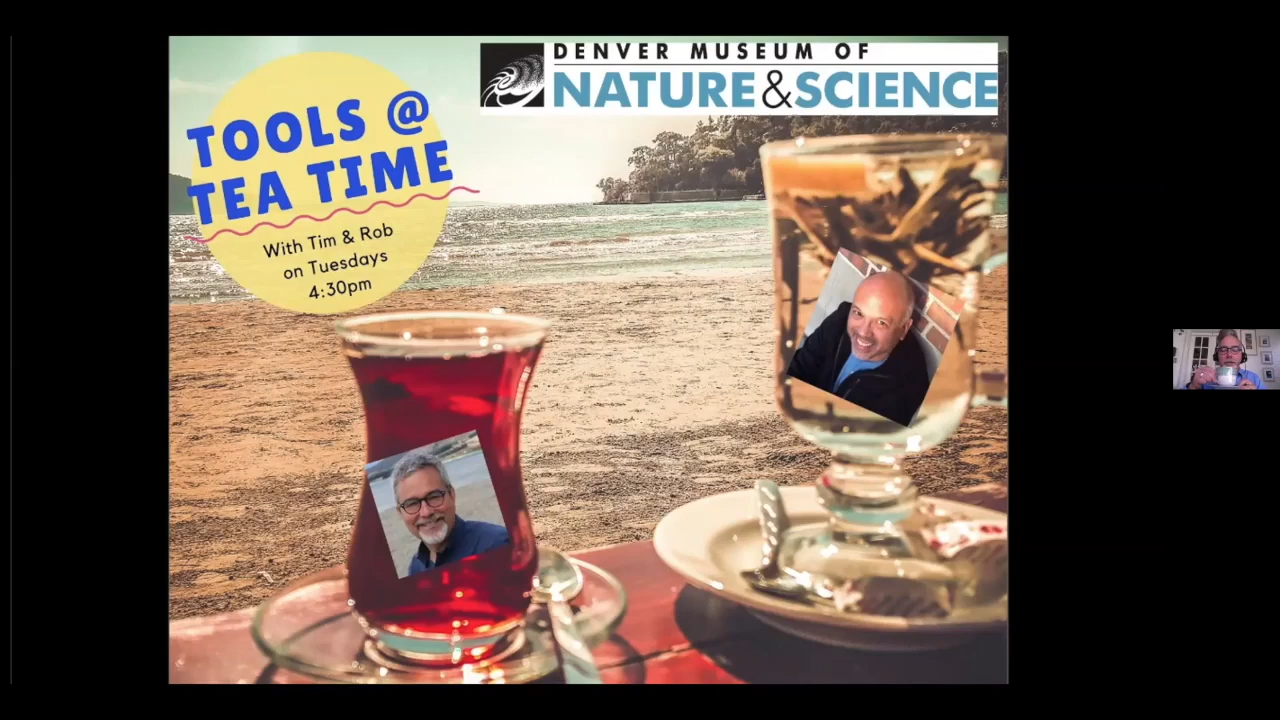 TOOLS @
TEA TIME
With Tim & Rob
on Tuesdays
4:30pm
DENVER MUSEUM OF
NATURE&SCIENCE